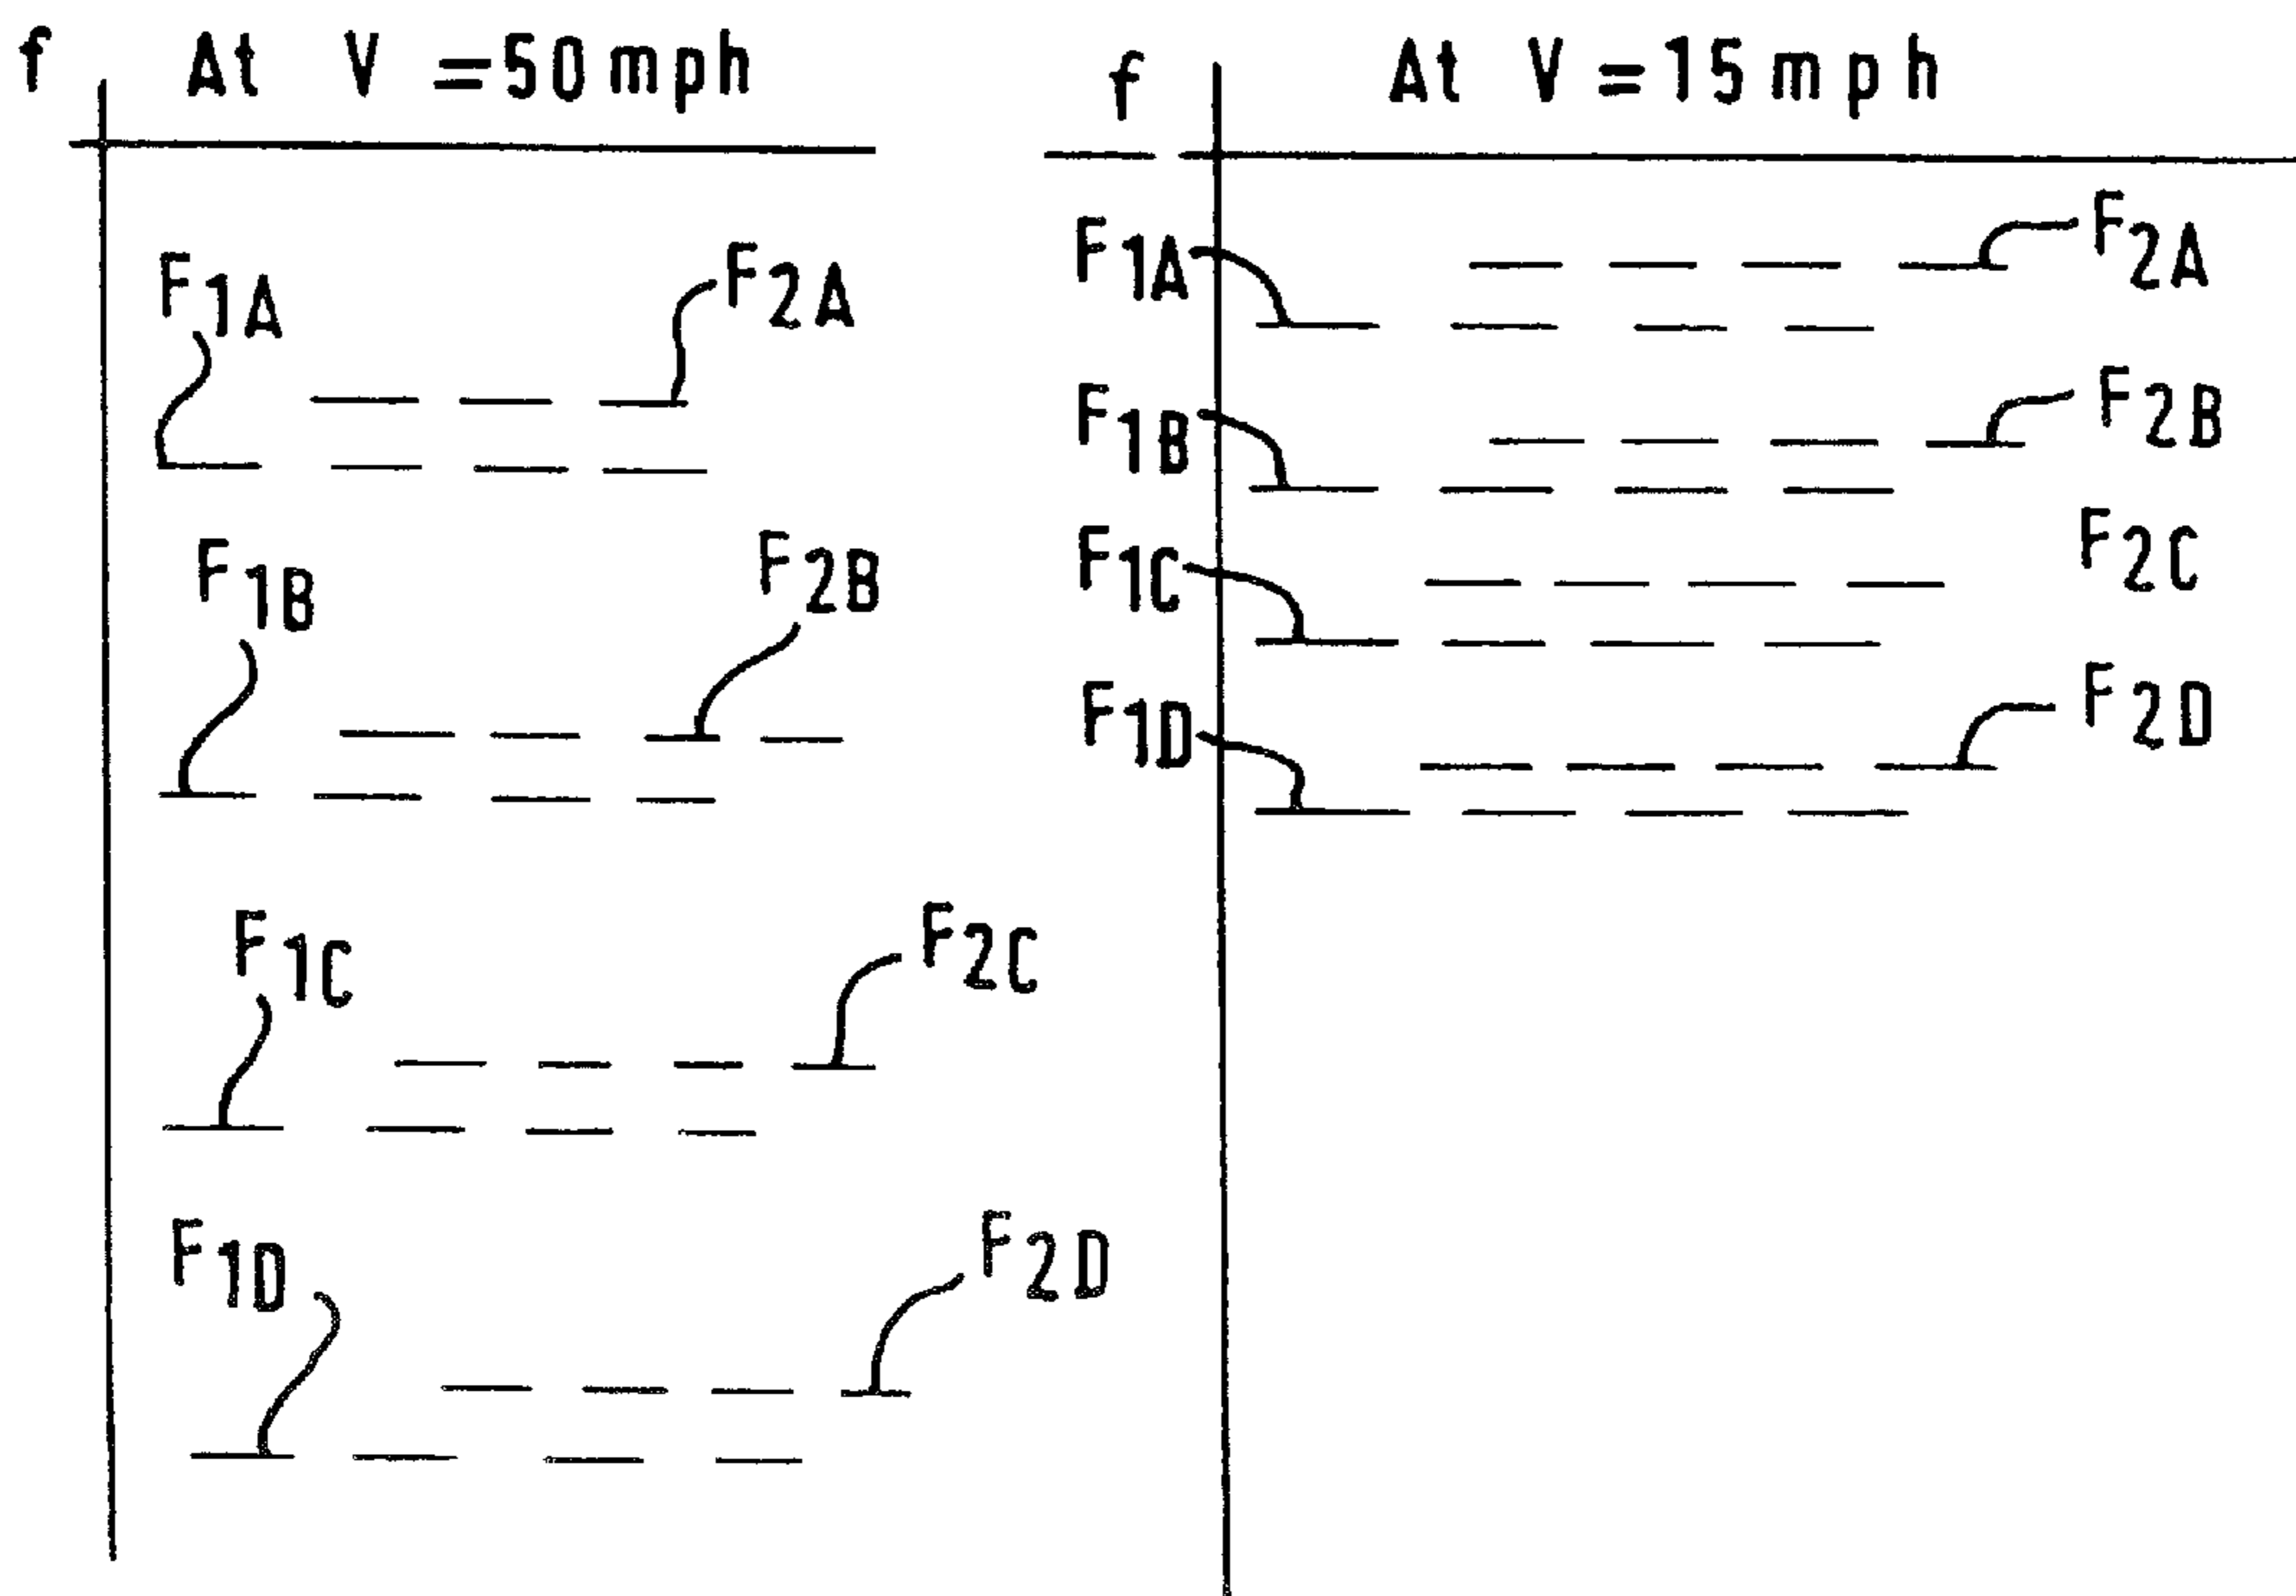 f At V = 50 mph
F1A F2A
F1B F2B
F1C F2C
F1D F2D
f At V = 15 mph
F1A F2A
F1B F2B
F1C F2C
F1D F2D